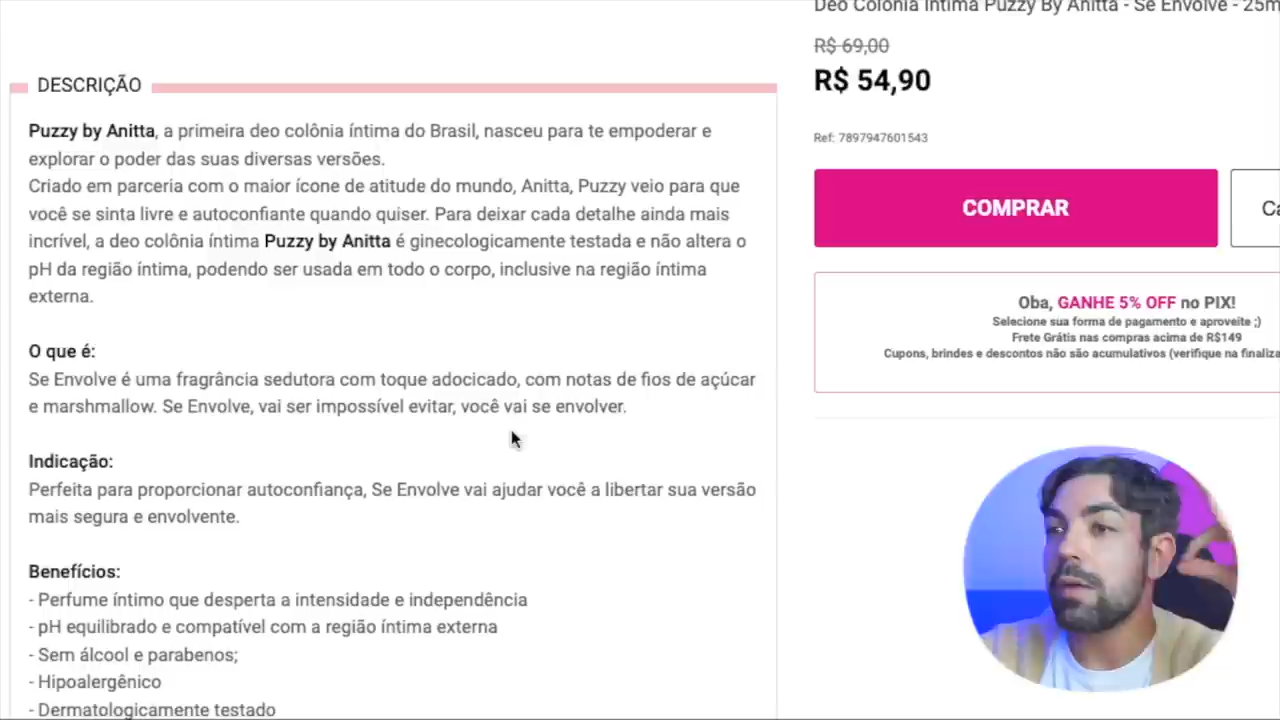 Deo Colônia Íntima Puzzy By Anitta - Se Envolve - 25m
R$ 69,00
R$ 54,90
Ref: 7897947601543
COMPRAR
Oba, GANHE 5% OFF no PIX!
Selecione sua forma de pagamento e aproveite ;)
Frete Grátis nas compras acima de R$149
Cupons, brindes e descontos não são acumulativos (verifique na finaliza
DESCRIÇÃO
Puzzy by Anitta, a primeira deo colônia íntima do Brasil, nasceu para te empoderar e
explorar o poder das suas diversas versões.
Criado em parceria com o maior ícone de atitude do mundo, Anitta, Puzzy veio para que
você se sinta livre e autoconfiante quando quiser. Para deixar cada detalhe ainda mais
incrível, a deo colônia íntima Puzzy by Anitta é ginecologicamente testada e não altera o
pH da região íntima, podendo ser usada em todo o corpo, inclusive na região íntima
externa.
O que é:
Se Envolve é uma fragrância sedutora com toque adocicado, com notas de fios de açúcar
e marshmallow. Se Envolve, vai ser impossível evitar, você vai se envolver.
Indicação:
Perfeita para proporcionar autoconfiança, Se Envolve vai ajudar você a libertar sua versão
mais segura e envolvente.
Benefícios:
- Perfume íntimo que desperta a intensidade e independência
- pH equilibrado e compatível com a região íntima externa
- Sem álcool e parabenos;
- Hipoalergênico
- Dermatologicamente testado